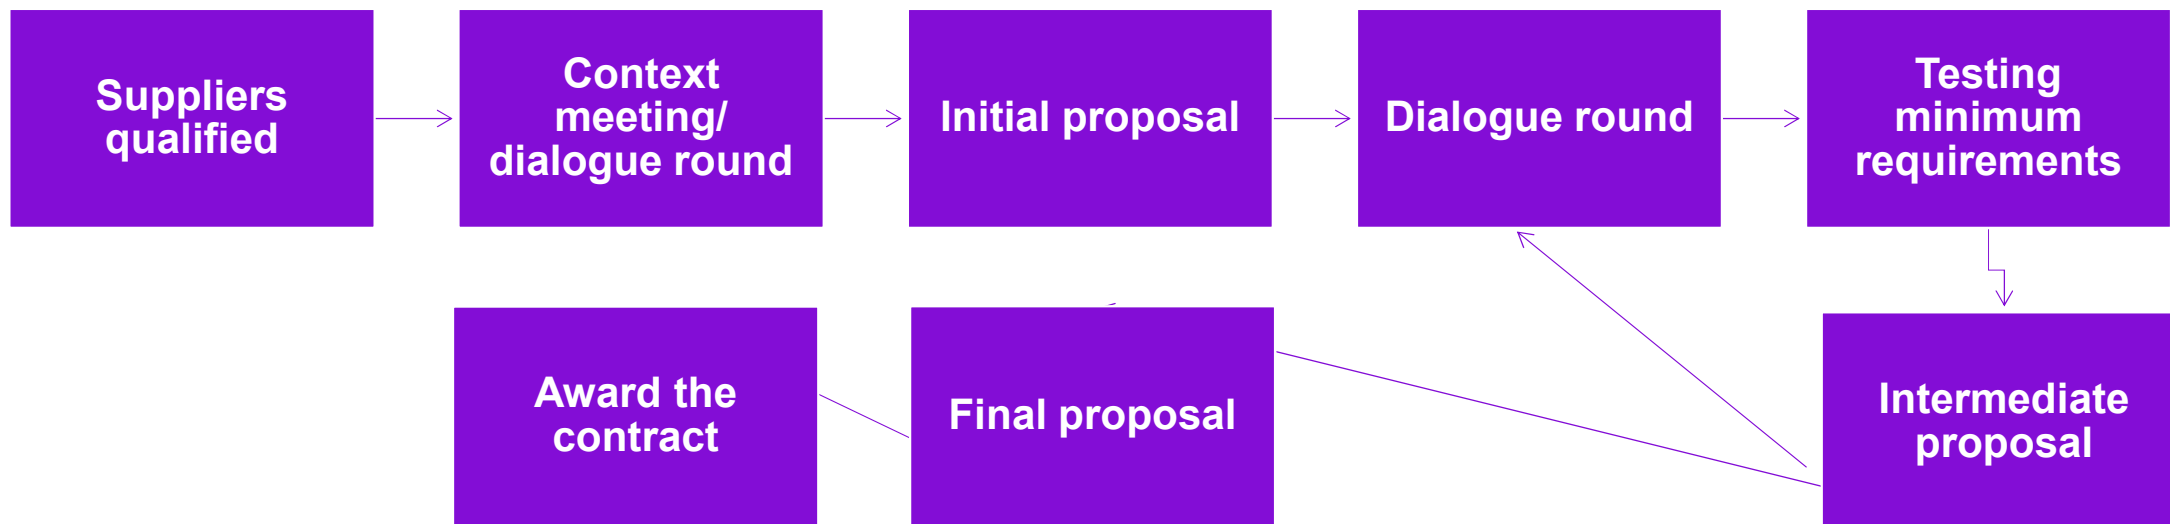 Suppliers
qualified
Context
meeting/
dialogue round
Initial proposal
Dialogue round
Testing
minimum
requirements
Award the
contract
Final proposal
Intermediate
proposal